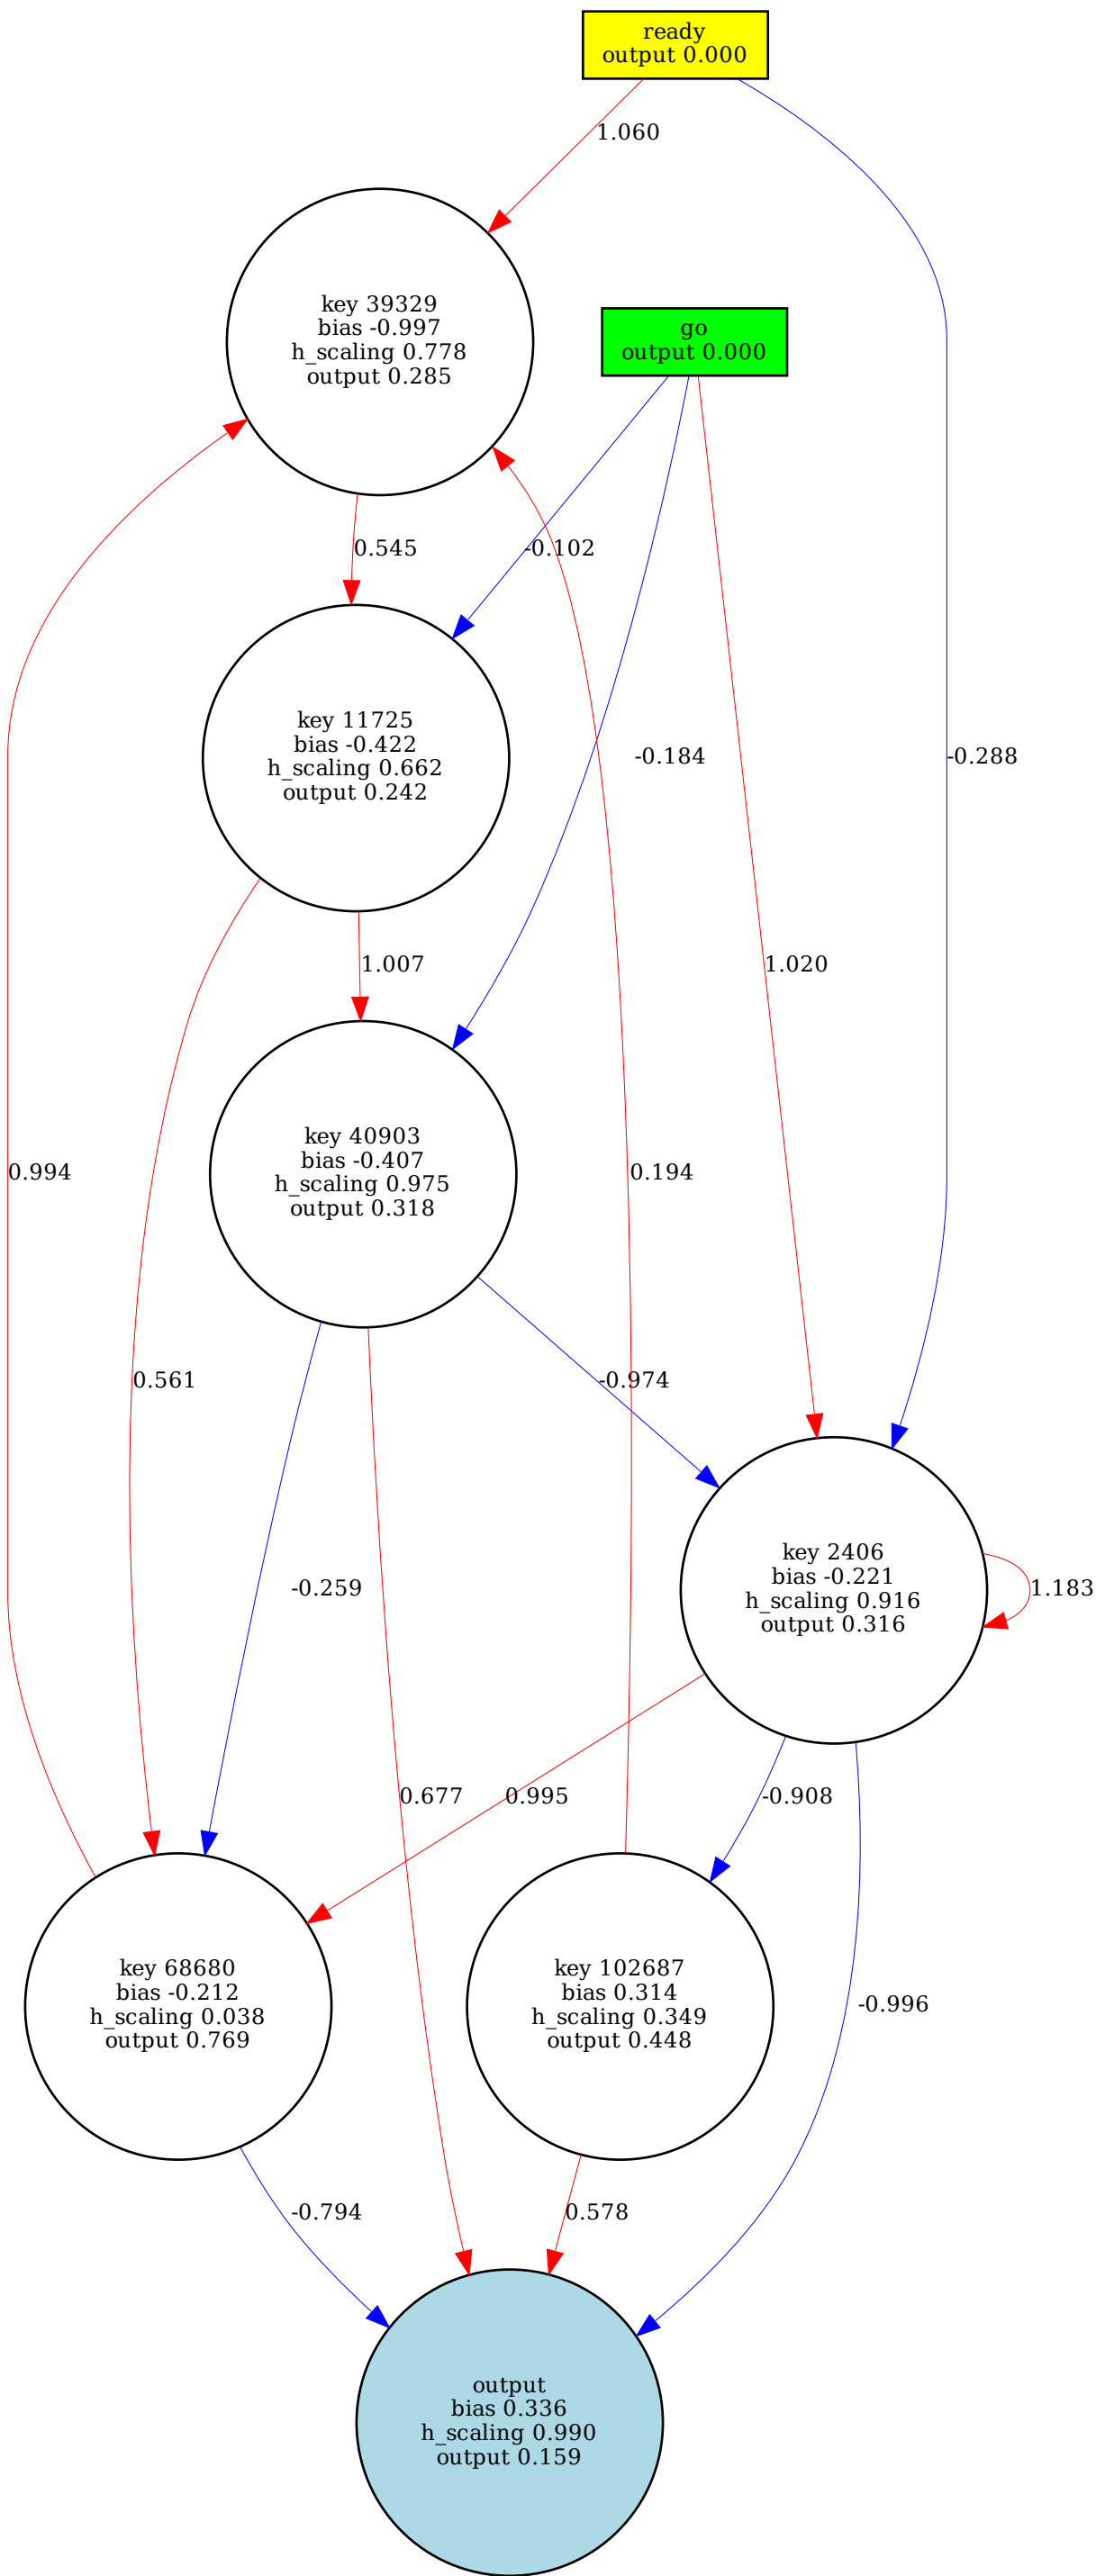 ready
output 0.000
1.060
key 39329
bias -0.997
h_scaling 0.778
output 0.285
go
output 0.000
0.545
-0.102
key 11725
bias -0.422
h_scaling 0.662
output 0.242
-0.184
-0.288
1.007
1.020
key 40903
bias -0.407
h_scaling 0.975
output 0.318
0.994
0.194
0.561
-0.974
key 2406
bias -0.221
h_scaling 0.916
output 0.316
-0.259
1.183
0.677
0.995
-0.908
key 68680
bias -0.212
h_scaling 0.038
output 0.769
key 102687
bias 0.314
h_scaling 0.349
output 0.448
-0.996
-0.794
0.578
output
bias 0.336
h_scaling 0.990
output 0.159